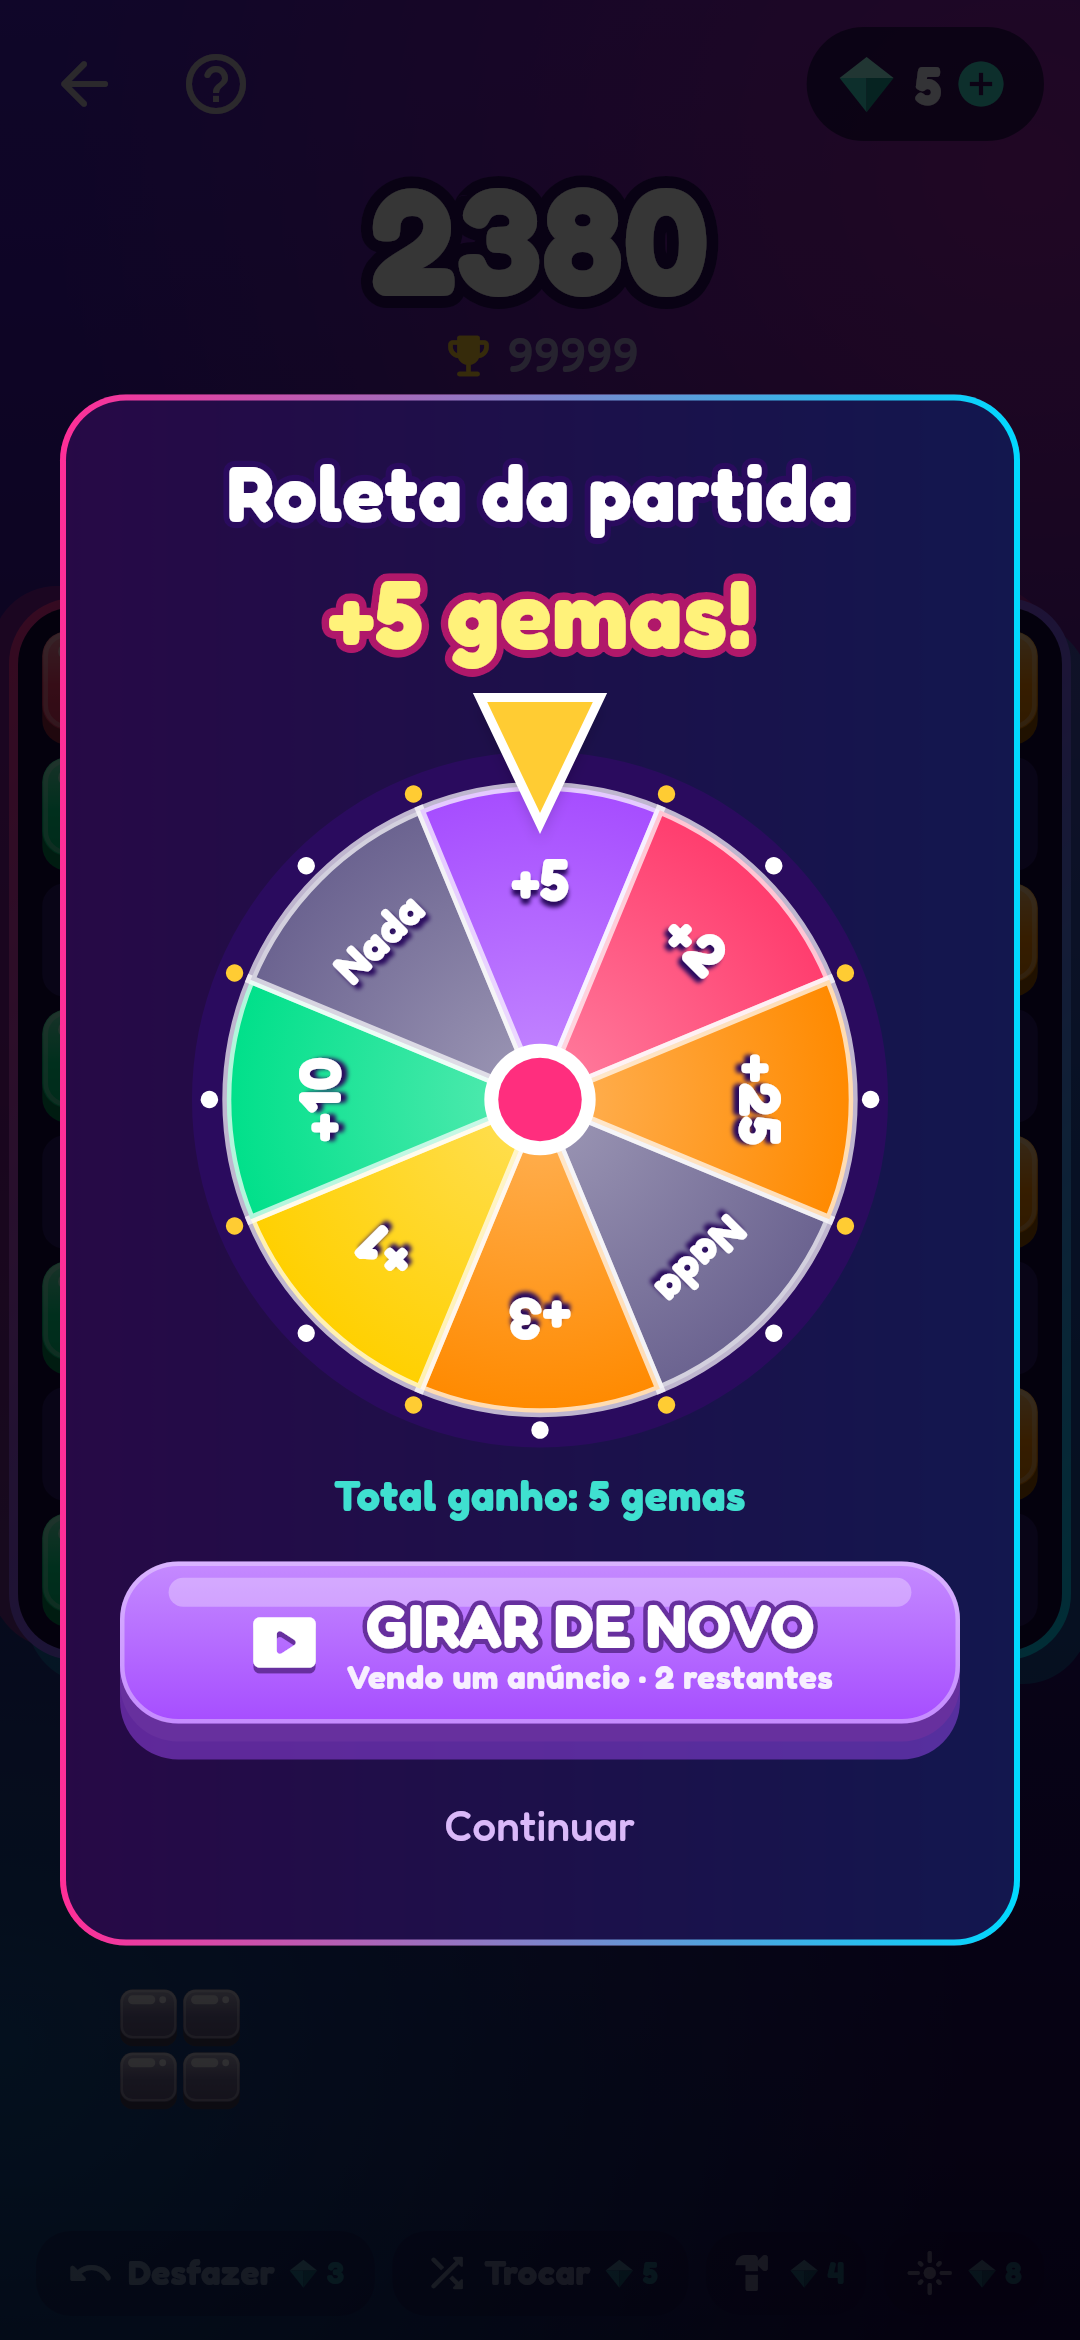 5
2380
99999
Roleta da partida
+5 gemas!
+5
+2
+25
Nada
+3
+1
+10
Nada
Total ganho: 5 gemas
GIRAR DE NOVO
Vendo um anúncio · 2 restantes
Continuar
Desfazer 3
Trocar 5
4
8